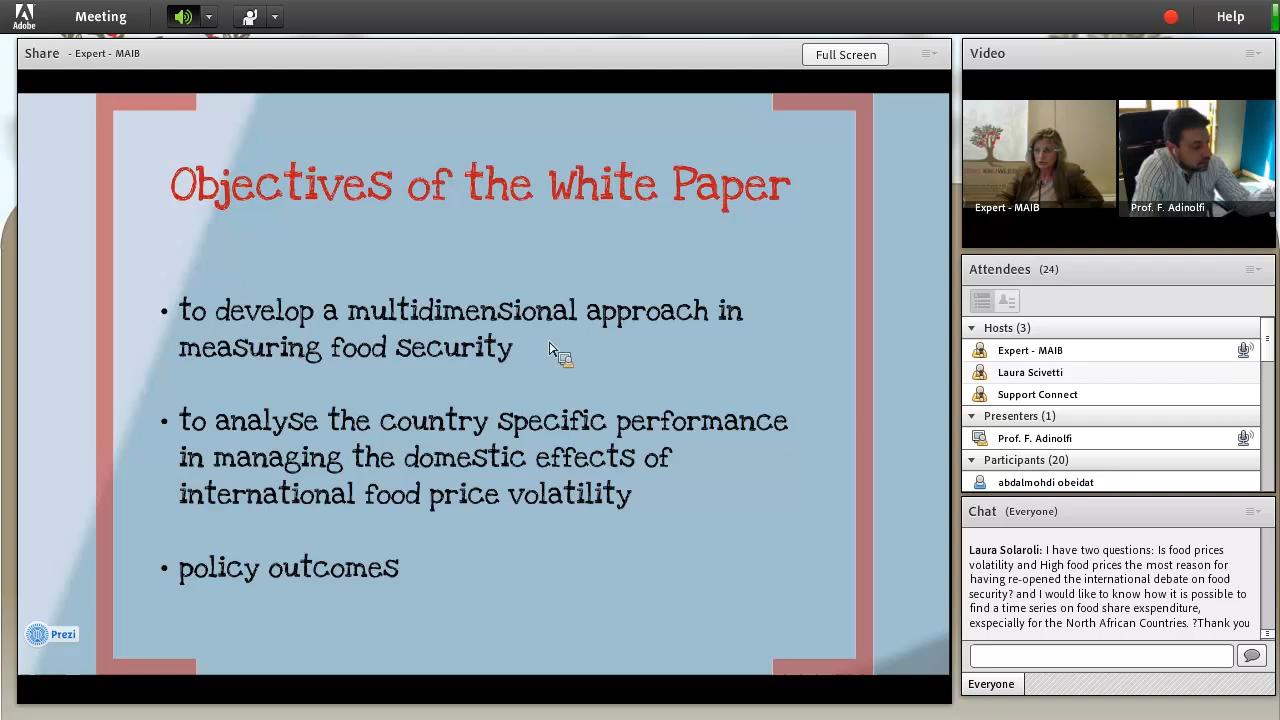 Adobe
Meeting
Help
Share - Expert - MAIB
Full Screen
Objectives of the White Paper
• to develop a multidimensional approach in
measuring food security
• to analyse the country specific performance
in managing the domestic effects of
international food price volatility
• policy outcomes
Prezi
Video
Expert - MAIB
Prof. F. Adinolfi
Attendees (24)
Hosts (3)
Expert - MAIB
Laura Scivetti
Support Connect
Presenters (1)
Prof. F. Adinolfi
Participants (20)
abdalmohdi obeidat
Chat (Everyone)
Laura Solaroli: I have two questions: Is food prices
volatility and High food prices the most reason for
having re-opened the international debate on food
security? and I would like to know how it is possible to
find a time series on food share exspenditure,
exspecially for the North African Countries. ?Thank you
Everyone